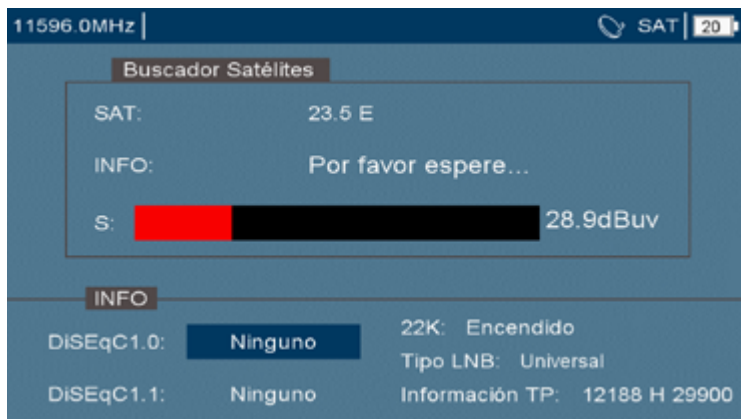 11596.0MHz SAT 20
Buscador Satélites
SAT: 23.5 E
INFO: Por favor espere...
S: 28.9dBuv
INFO
DiSEqC1.0: Ninguno 22K: Encendido
Tipo LNB: Universal
DiSEqC1.1: Ninguno Información TP: 12188 H 29900